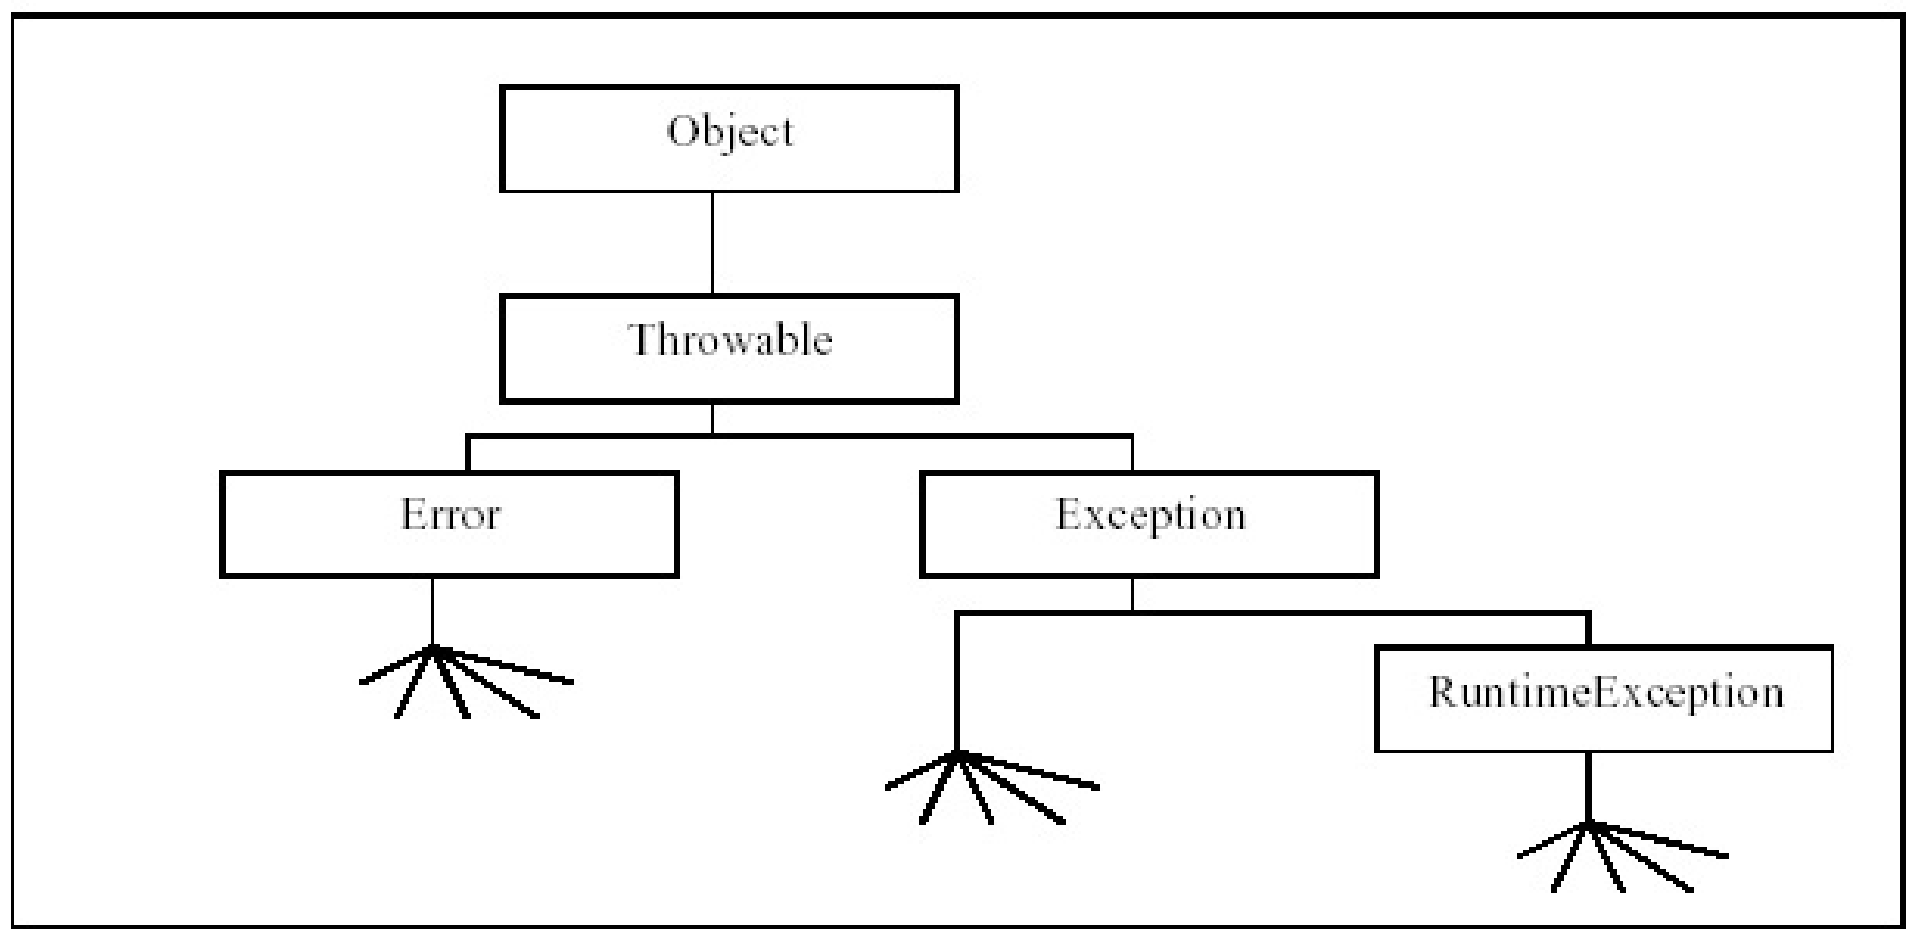 Object
Throwable
Error
Exception
RuntimeException